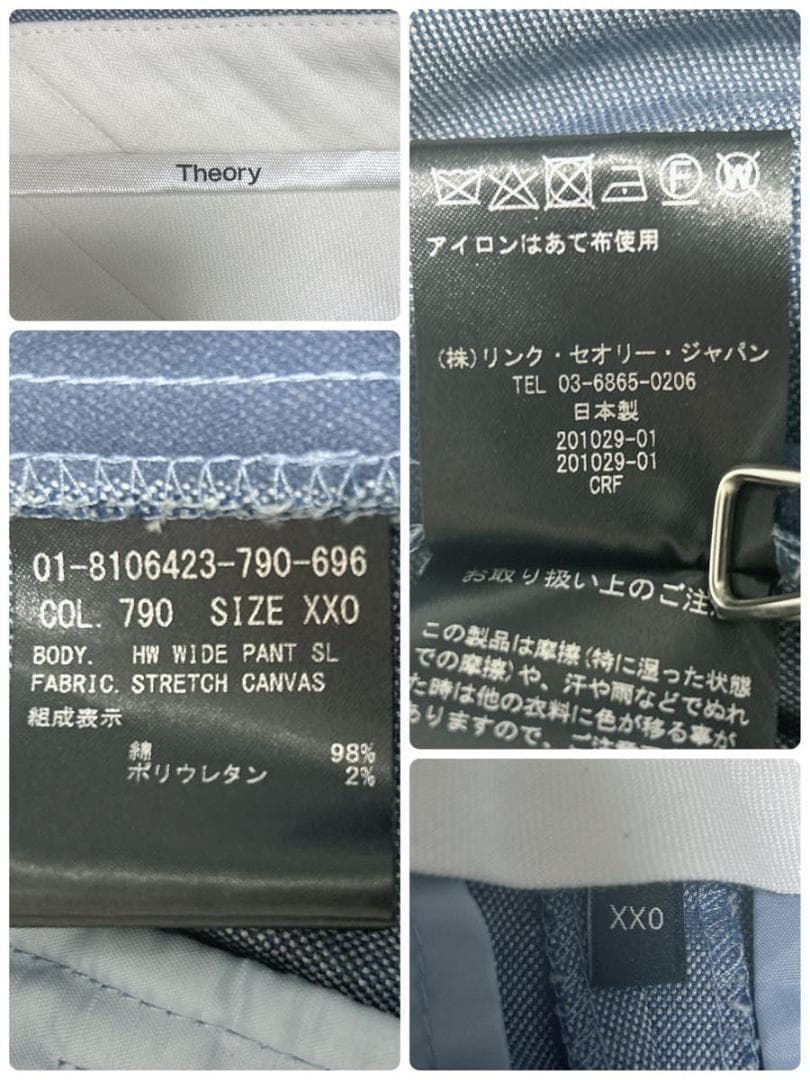 Theory
アイロンはあて布使用
(株)リンク・セオリー・ジャパン
TEL 03-6865-0206
日本製
201029-01
201029-01
CRF
お取り扱い上のご注
この製品は摩擦(特に湿った状態
での摩擦)や、汗や雨などでぬれ
た時は他の衣料に色が移る事が
ありますので、
01-8106423-790-696
COL. 790 SIZE XXO
BODY. HW WIDE PANT SL
FABRIC. STRETCH CANVAS
組成表示
綿 98%
ポリウレタン 2%
XXO